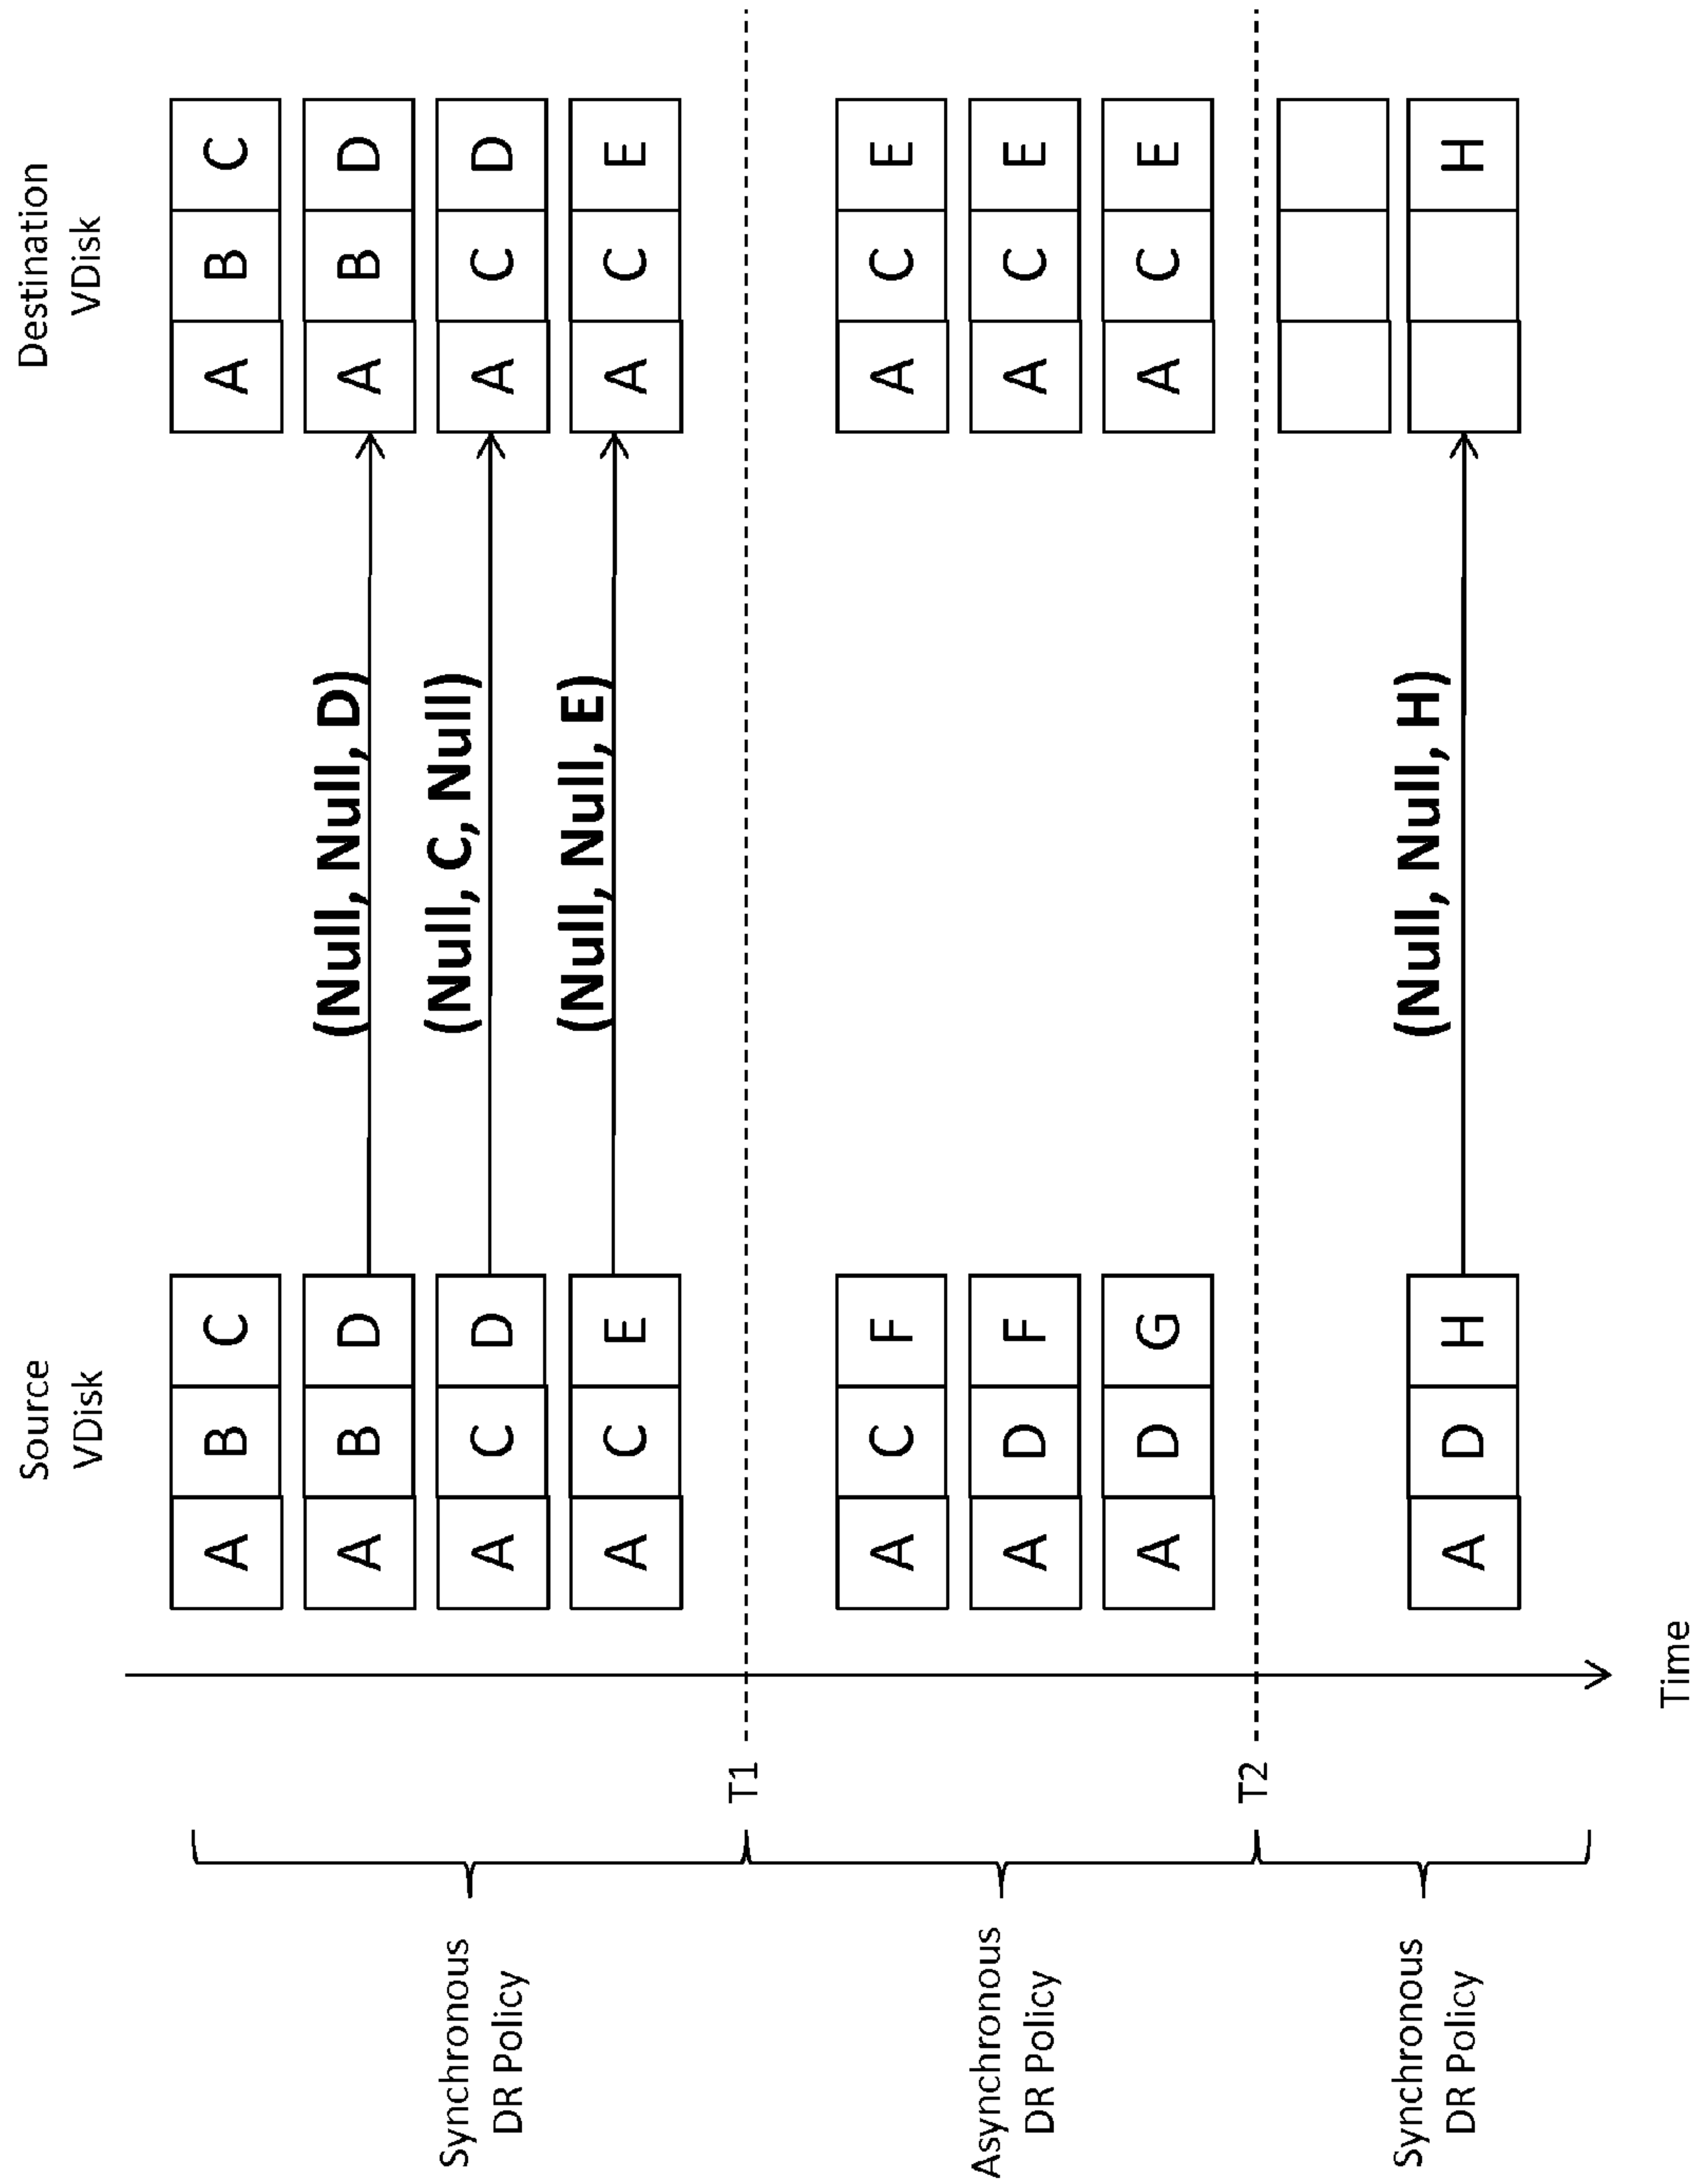 Source
VDisk
Destination
VDisk
A B C
A B C
A B D
(Null, Null, D)
A B D
Synchronous
DR Policy
A C D
(Null, C, Null)
A C D
A C E
(Null, Null, E)
A C E
T1
A C F
A C E
Asynchronous
DR Policy
A D F
A C E
A D G
A C E
T2
Synchronous
DR Policy
A D H
(Null, Null, H)
H
Time